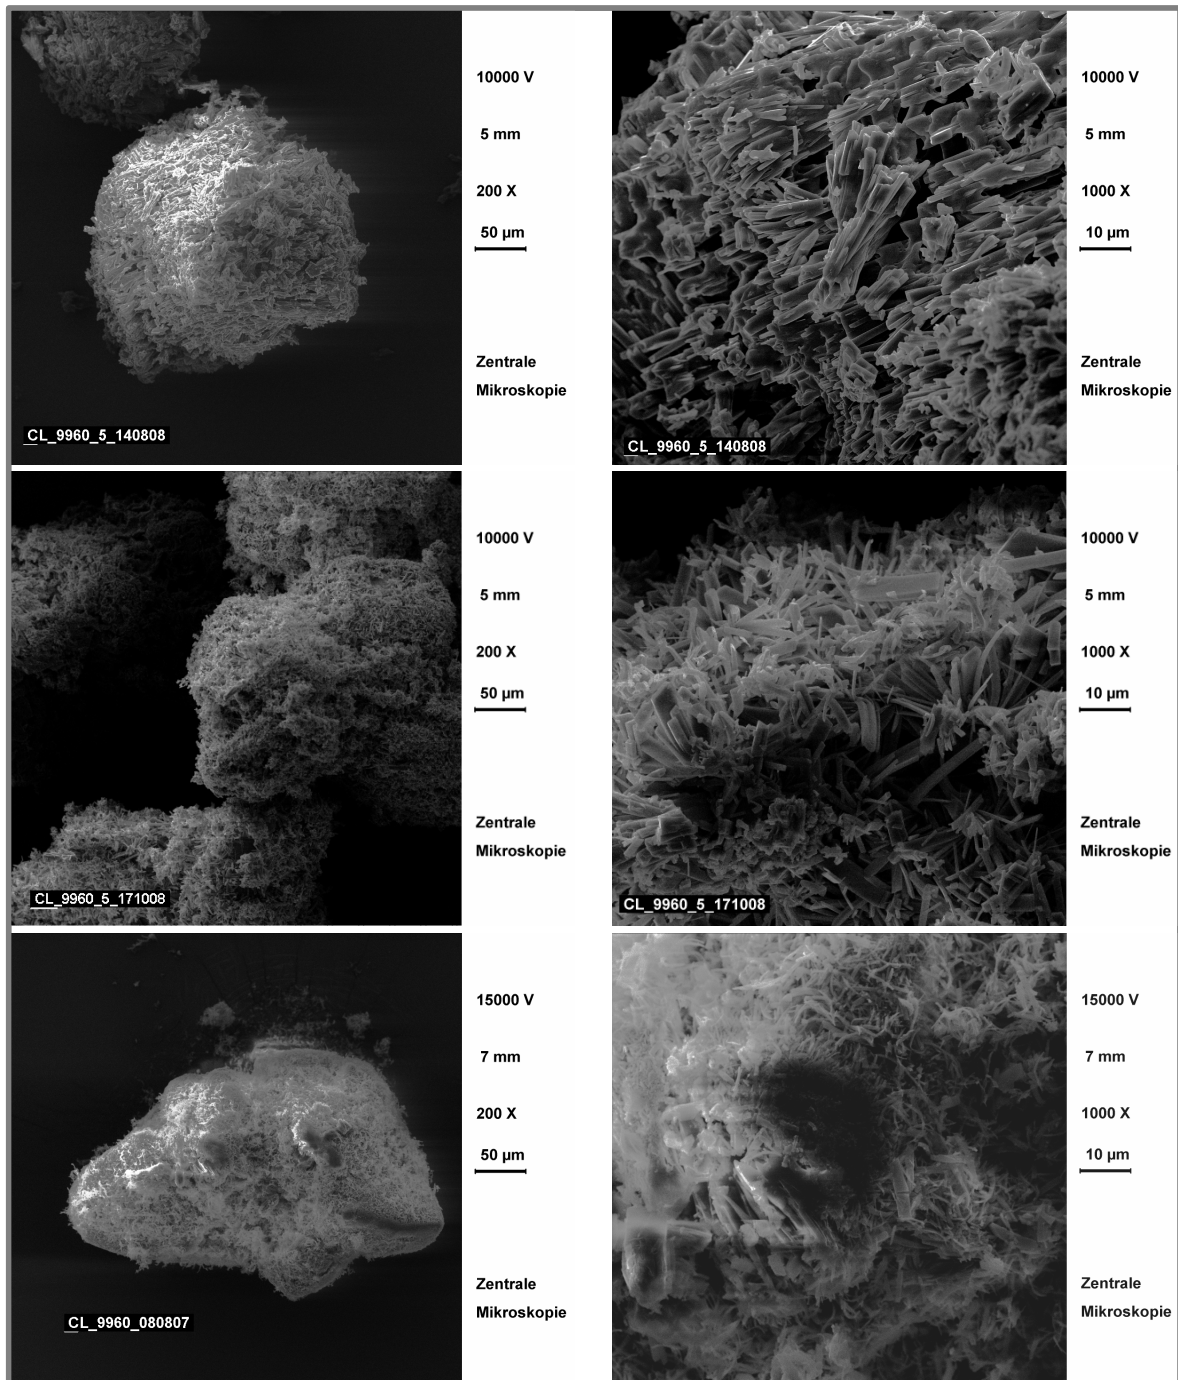 10000 V
5 mm
200 X
50 µm
Zentrale
Mikroskopie
CL_9960_5_140808
10000 V
5 mm
1000 X
10 µm
Zentrale
Mikroskopie
CL_9960_5_140808
10000 V
5 mm
200 X
50 µm
Zentrale
Mikroskopie
CL_9960_5_171008
10000 V
5 mm
1000 X
10 µm
Zentrale
Mikroskopie
CL_9960_5_171008
15000 V
7 mm
200 X
50 µm
Zentrale
Mikroskopie
CL_9960_080807
15000 V
7 mm
1000 X
10 µm
Zentrale
Mikroskopie